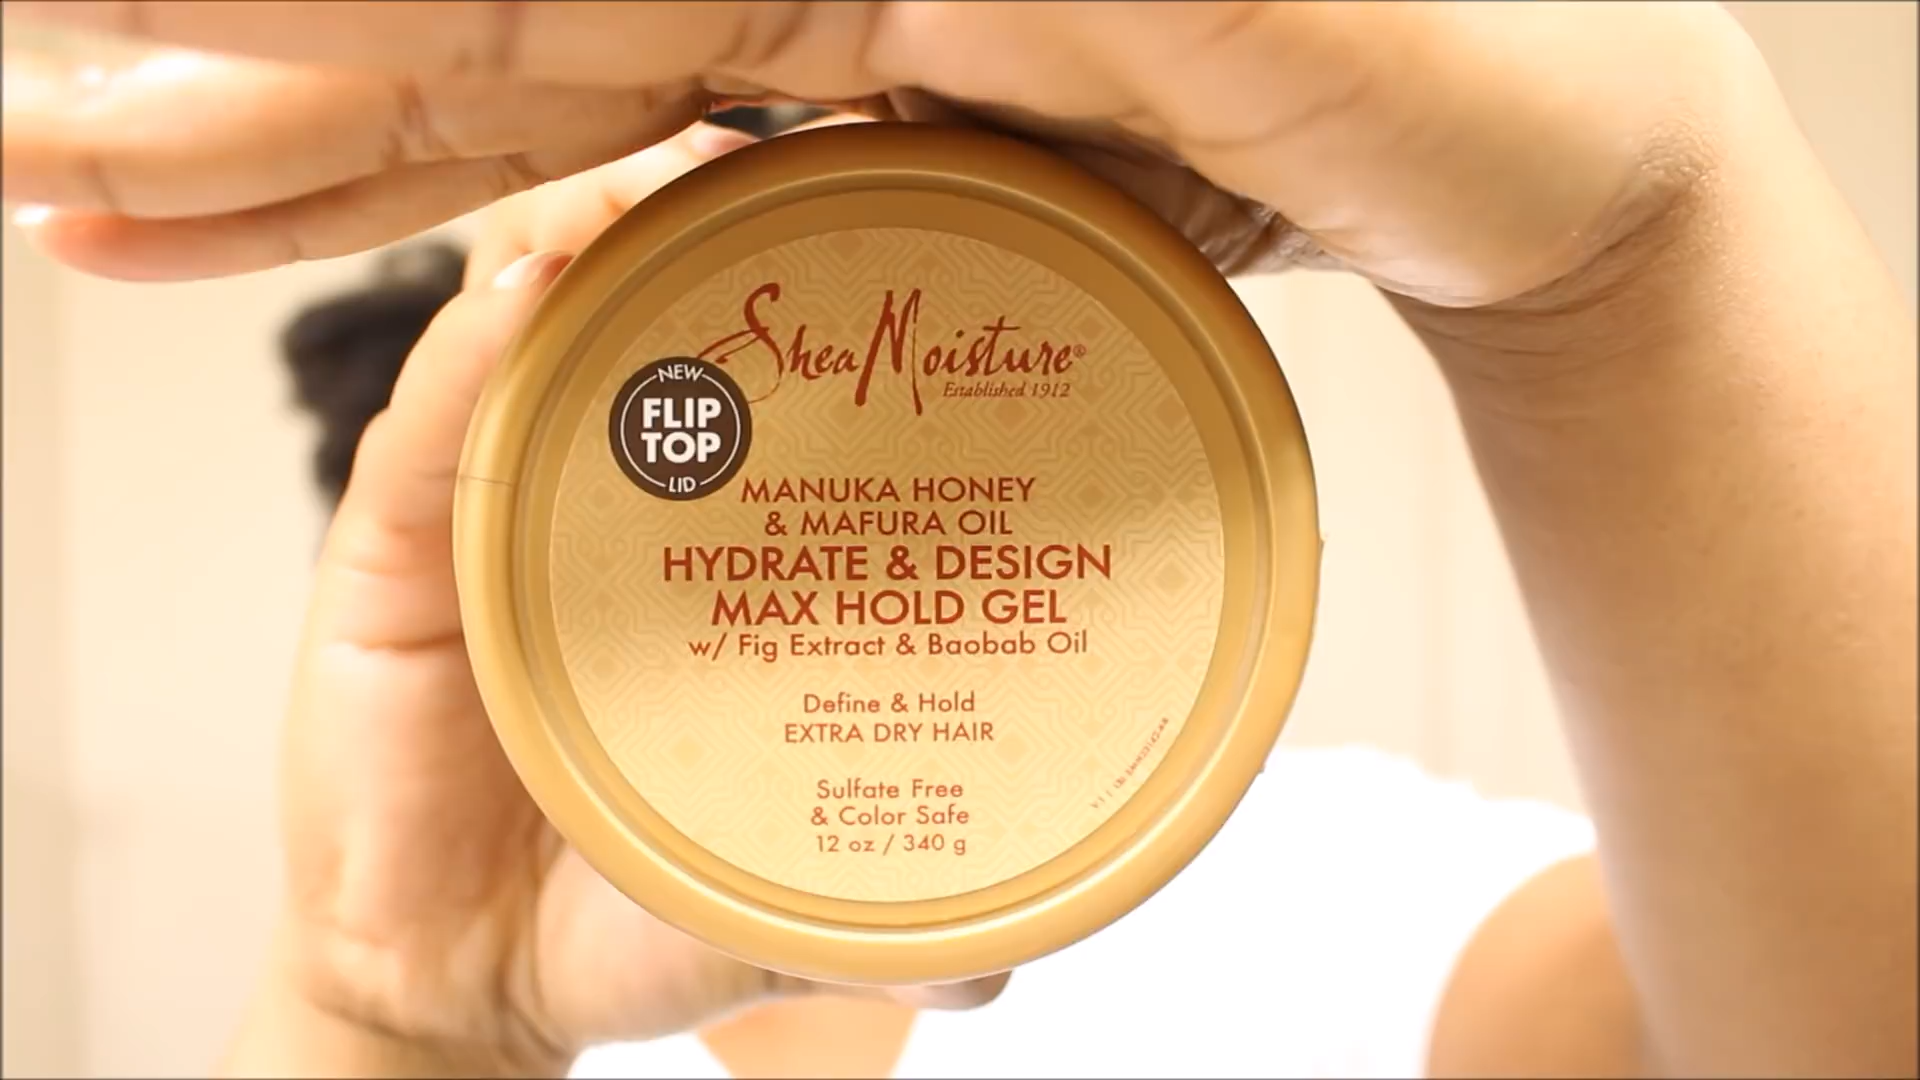 SheaMoisture®
Established 1912
NEW
FLIP
TOP
LID
MANUKA HONEY
& MAFURA OIL
HYDRATE & DESIGN
MAX HOLD GEL
w/ Fig Extract & Baobab Oil
Define & Hold
EXTRA DRY HAIR
Sulfate Free
& Color Safe
12 oz / 340 g